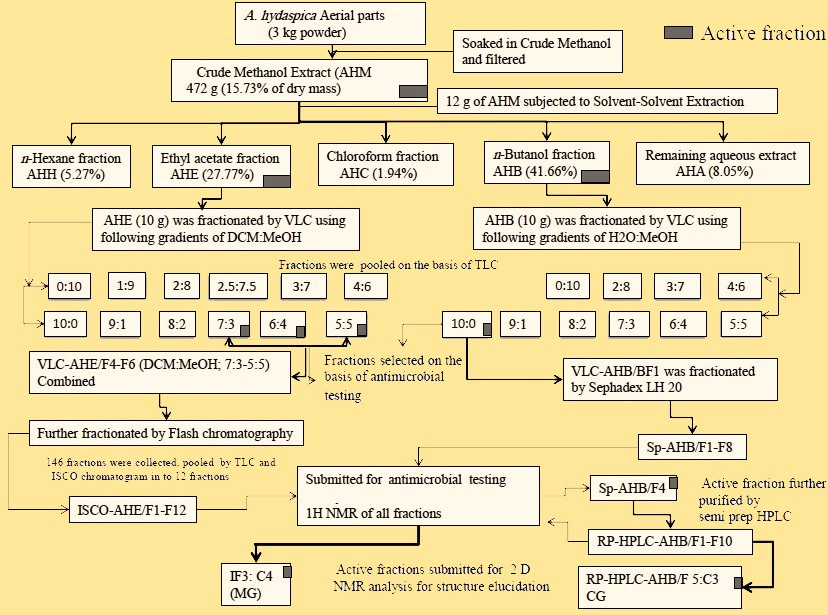 A. hydaspica Aerial parts
(3 kg powder)
Active fraction
Soaked in Crude Methanol
and filtered
Crude Methanol Extract (AHM
472 g (15.73% of dry mass)
12 g of AHM subjected to Solvent-Solvent Extraction
n-Hexane fraction
AHH (5.27%)
Ethyl acetate fraction
AHE (27.77%)
Chloroform fraction
AHC (1.94%)
n-Butanol fraction
AHB (41.66%)
Remaining aqueous extract
AHA (8.05%)
AHE (10 g) was fractionated by VLC using
following gradients of DCM:MeOH
AHB (10 g) was fractionated by VLC using
following gradients of H2O:MeOH
Fractions were pooled on the basis of TLC
0:10 1:9 2:8 2.5:7.5 3:7 4:6
0:10 2:8 3:7 4:6
10:0 9:1 8:2 7:3 6:4 5:5
10:0 9:1 8:2 7:3 6:4 5:5
VLC-AHE/F4-F6 (DCM:MeOH; 7:3-5:5)
Combined
Fractions selected on the
basis of antimicrobial
testing
VLC-AHB/BF1 was fractionated
by Sephadex LH 20
Further fractionated by Flash chromatography
Sp-AHB/F1-F8
146 fractions were collected, pooled by TLC and
ISCO chromatogram in to 12 fractions
ISCO-AHE/F1-F12
Submitted for antimicrobial testing
1H NMR of all fractions
Sp-AHB/F4
Active fraction further
purified by
semi prep HPLC
RP-HPLC-AHB/F1-F10
IF3: C4
(MG)
Active fractions submitted for 2 D
NMR analysis for structure elucidation
RP-HPLC-AHB/F 5:C3
CG